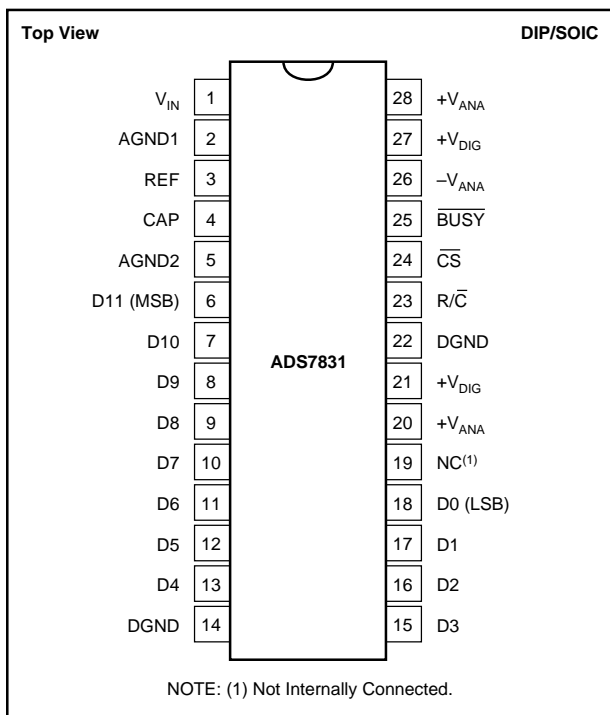 Top View DIP/SOIC
V_IN 1 28 +V_ANA
AGND1 2 27 +V_DIG
REF 3 26 –V_ANA
CAP 4 25 B̅U̅S̅Y̅
AGND2 5 24 C̅S̅
D11 (MSB) 6 23 R/C̅
D10 7 22 DGND
ADS7831
D9 8 21 +V_DIG
D8 9 20 +V_ANA
D7 10 19 NC(1)
D6 11 18 D0 (LSB)
D5 12 17 D1
D4 13 16 D2
DGND 14 15 D3
NOTE: (1) Not Internally Connected.